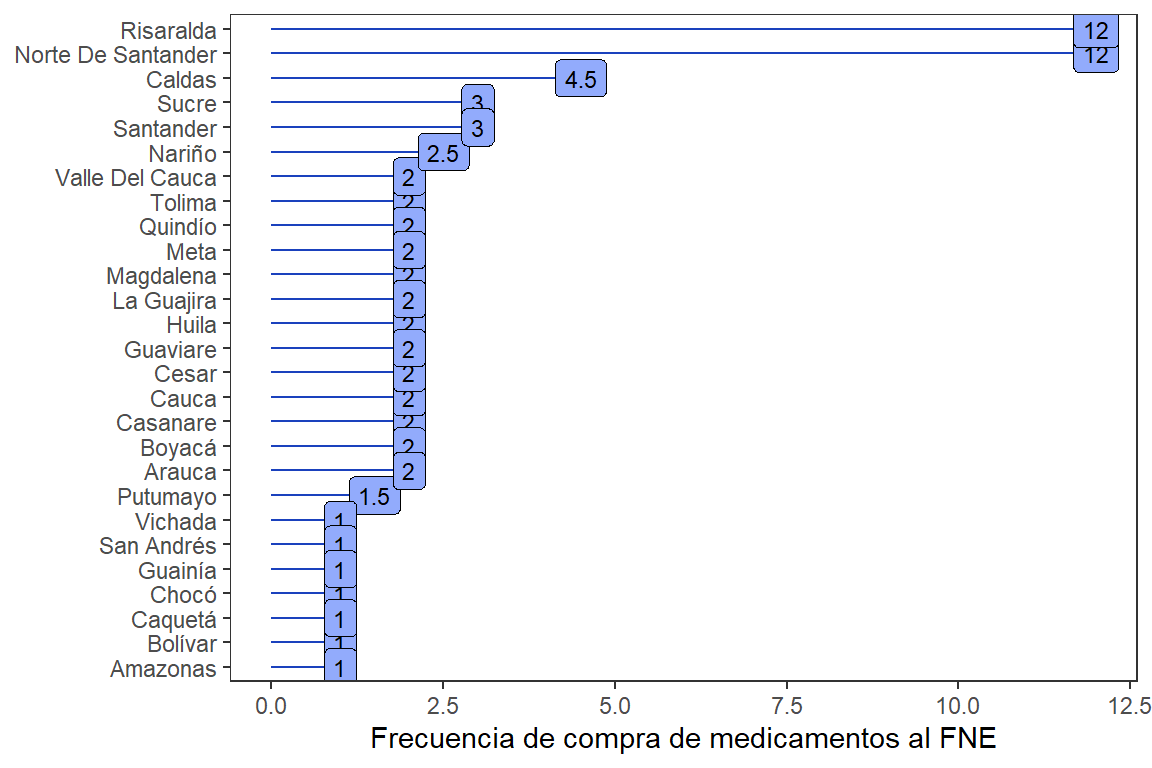 Risaralda 12
Norte De Santander 12
Caldas 4.5
Sucre 3
Santander 3
Nariño 2.5
Valle Del Cauca 2
Tolima 2
Quindío 2
Meta 2
Magdalena 2
La Guajira 2
Huila 2
Guaviare 2
Cesar 2
Cauca 2
Casanare 2
Boyacá 2
Arauca 2
Putumayo 1.5
Vichada 1
San Andrés 1
Guainía 1
Chocó 1
Caquetá 1
Bolívar 1
Amazonas 1
0.0 2.5 5.0 7.5 10.0 12.5
Frecuencia de compra de medicamentos al FNE